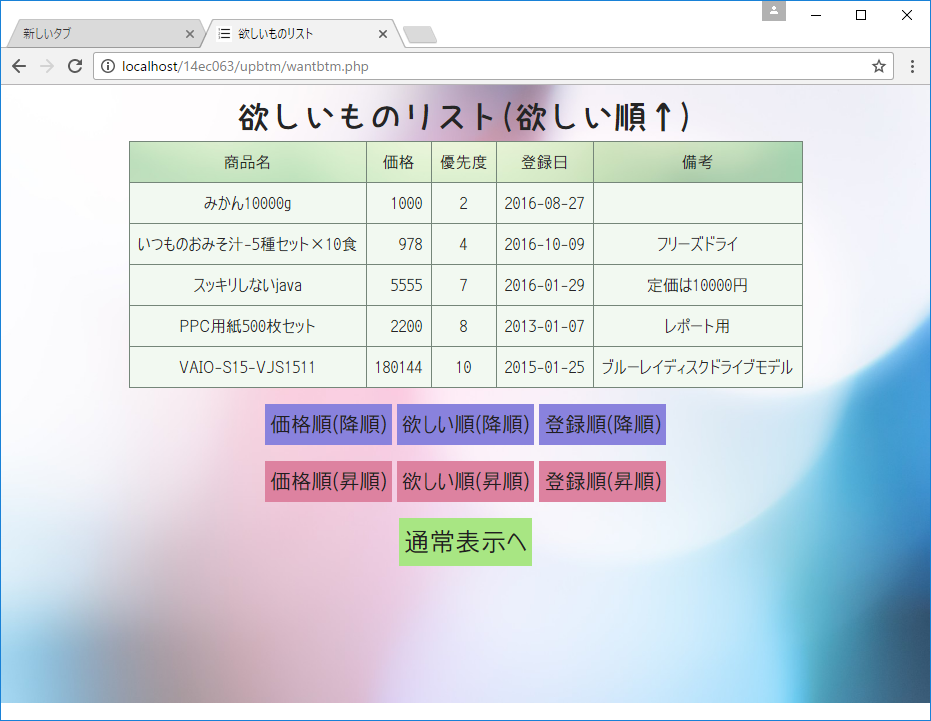 新しいタブ 欲しいものリスト
localhost/14ec063/upbtm/wantbtm.php
欲しいものリスト(欲しい順↑)
商品名 価格 優先度 登録日 備考
みかん10000g 1000 2 2016-08-27
いつものおみそ汁-5種セット×10食 978 4 2016-10-09 フリーズドライ
スッキリしないjava 5555 7 2016-01-29 定価は10000円
PPC用紙500枚セット 2200 8 2013-01-07 レポート用
VAIO-S15-VJS1511 180144 10 2015-01-25 ブルーレイディスクドライブモデル
価格順(降順) 欲しい順(降順) 登録順(降順)
価格順(昇順) 欲しい順(昇順) 登録順(昇順)
通常表示へ